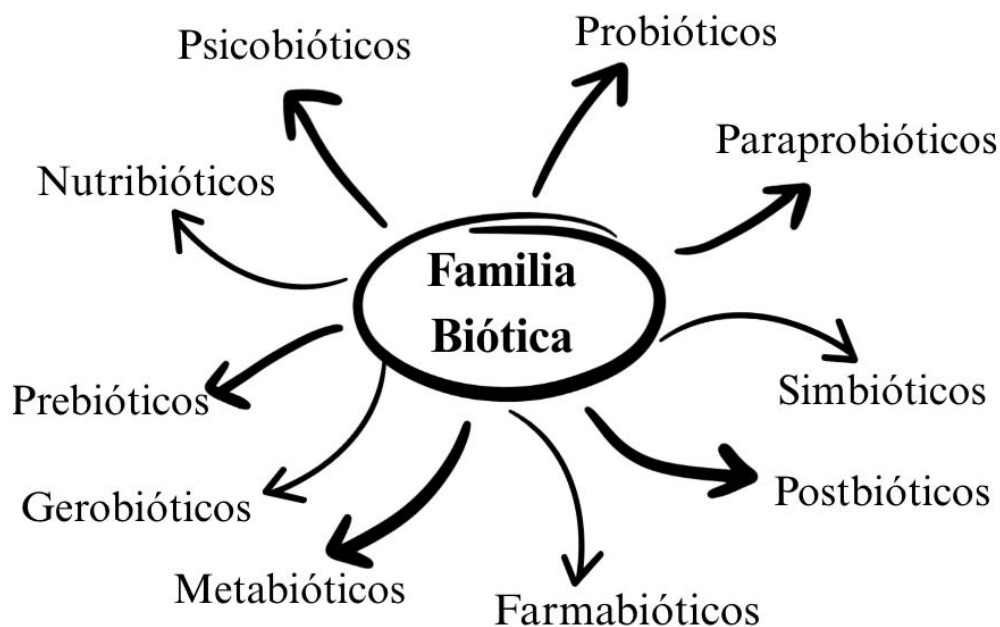 Psicobióticos
Probióticos
Paraprobióticos
Nutribióticos
Familia
Biótica
Prebióticos
Simbióticos
Gerobióticos
Postbióticos
Metabióticos
Farmabióticos